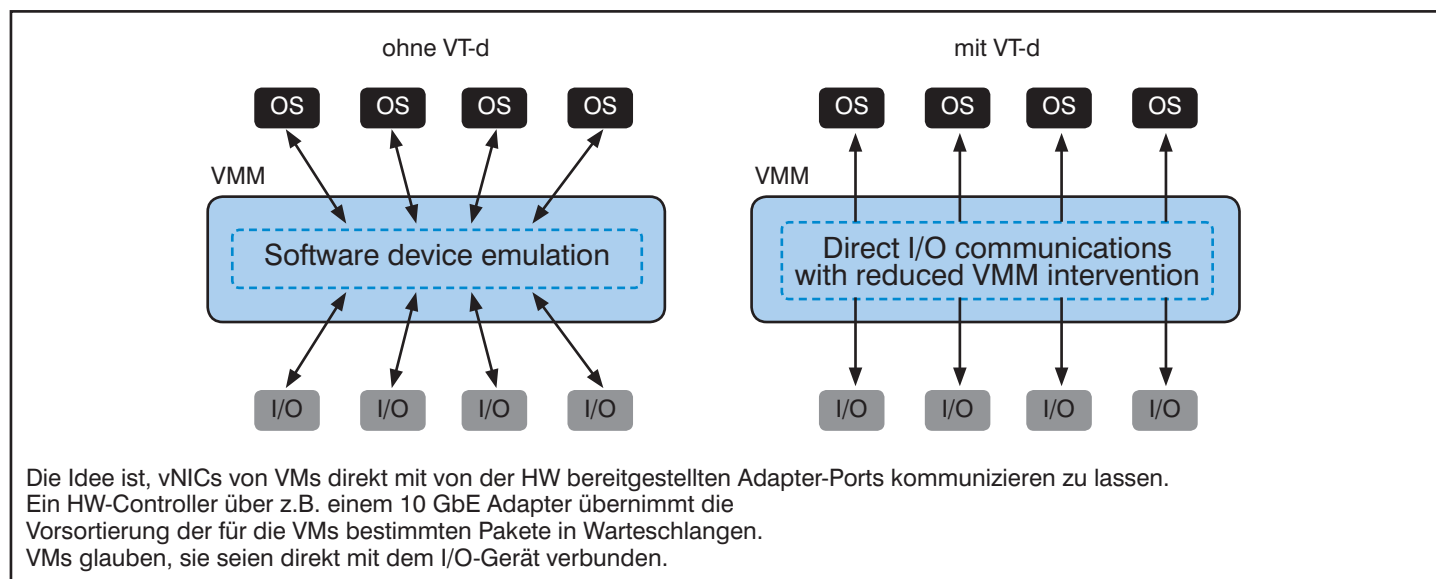 ohne VT-d
mit VT-d
OS OS OS OS
OS OS OS OS
VMM
VMM
Software device emulation
Direct I/O communications
with reduced VMM intervention
I/O I/O I/O I/O
I/O I/O I/O I/O
Die Idee ist, vNICs von VMs direkt mit von der HW bereitgestellten Adapter-Ports kommunizieren zu lassen.
Ein HW-Controller über z.B. einem 10 GbE Adapter übernimmt die
Vorsortierung der für die VMs bestimmten Pakete in Warteschlangen.
VMs glauben, sie seien direkt mit dem I/O-Gerät verbunden.